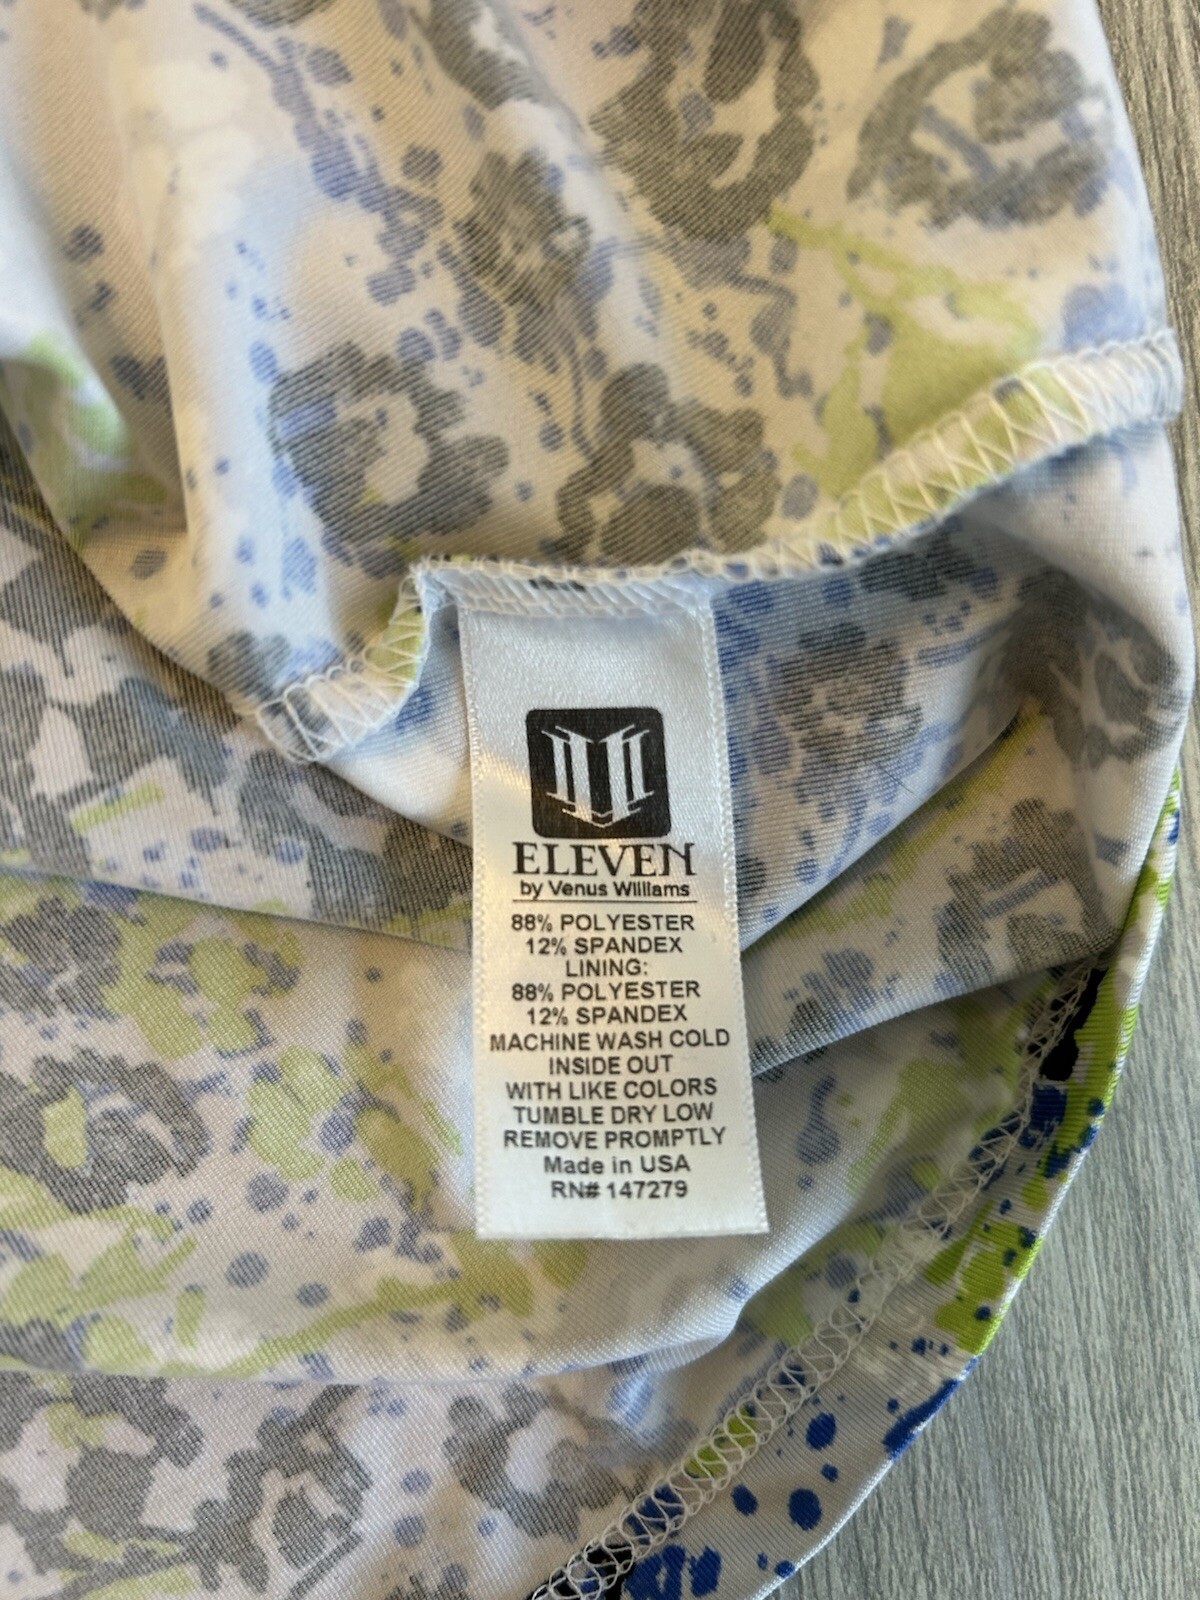 ELEVEN
by Venus Williams
88% POLYESTER
12% SPANDEX
LINING:
88% POLYESTER
12% SPANDEX
MACHINE WASH COLD
INSIDE OUT
WITH LIKE COLORS
TUMBLE DRY LOW
REMOVE PROMPTLY
Made in USA
RN# 147279